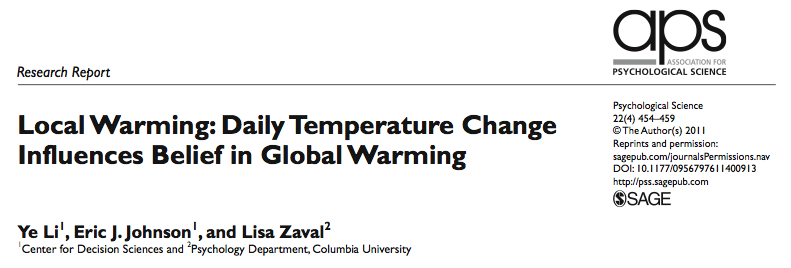 Research Report
aps
ASSOCIATION FOR
PSYCHOLOGICAL SCIENCE
Local Warming: Daily Temperature Change
Influences Belief in Global Warming
Psychological Science
22(4) 454–459
© The Author(s) 2011
Reprints and permission:
sagepub.com/journalsPermissions.nav
DOI: 10.1177/0956797611400913
http://pss.sagepub.com
SAGE
Ye Li¹, Eric J. Johnson¹, and Lisa Zaval²
¹Center for Decision Sciences and ²Psychology Department, Columbia University